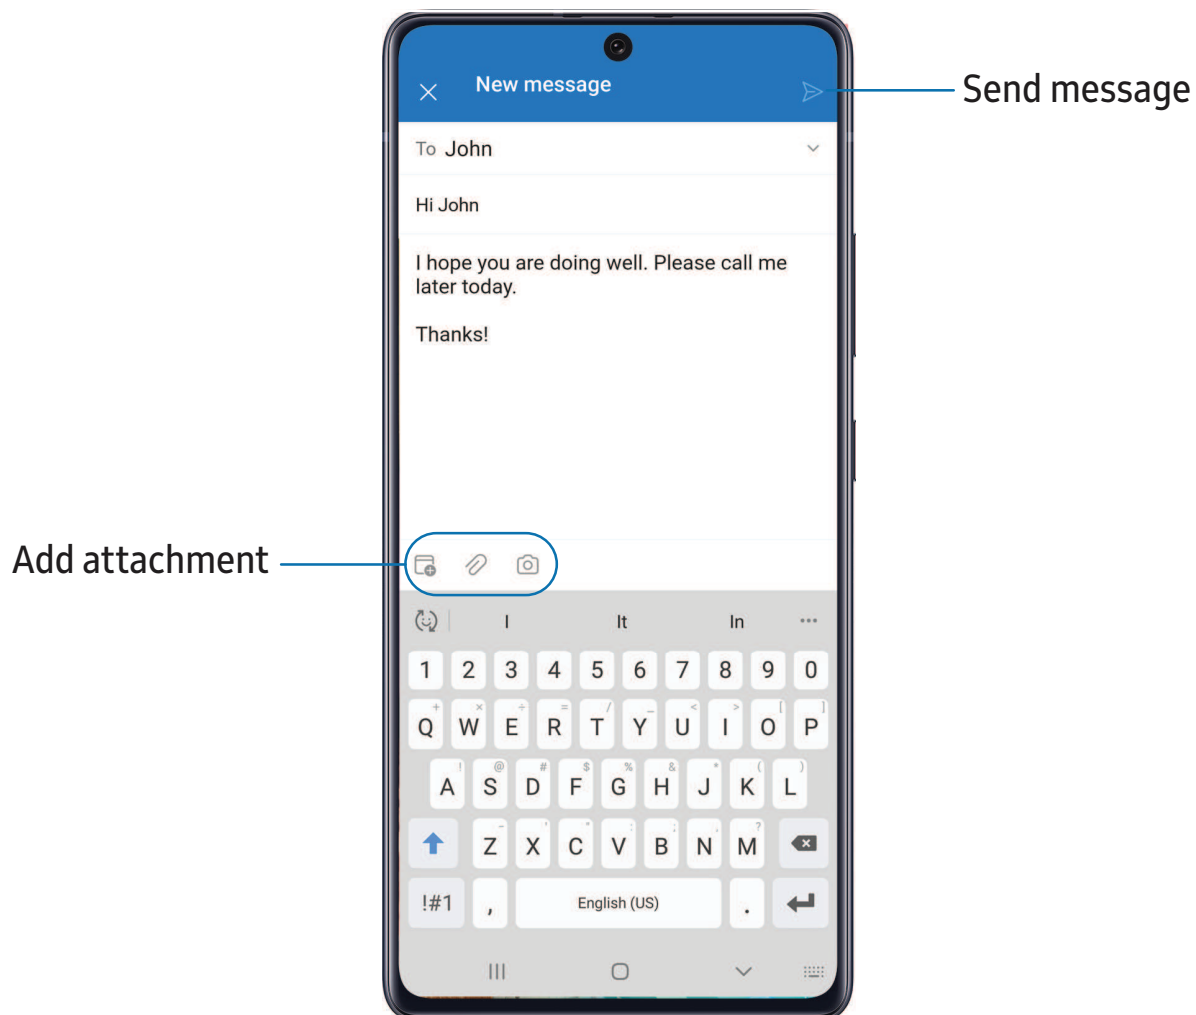 New message
Send message
To John
Hi John
I hope you are doing well. Please call me
later today.
Thanks!
Add attachment
I It In
1 2 3 4 5 6 7 8 9 0
+ × ÷ = / _ < > [ ]
Q W E R T Y U I O P
! @ # $ % & * ( )
A S D F G H J K L
- ' " : ; , ?
Z X C V B N M
!#1 , English (US) .